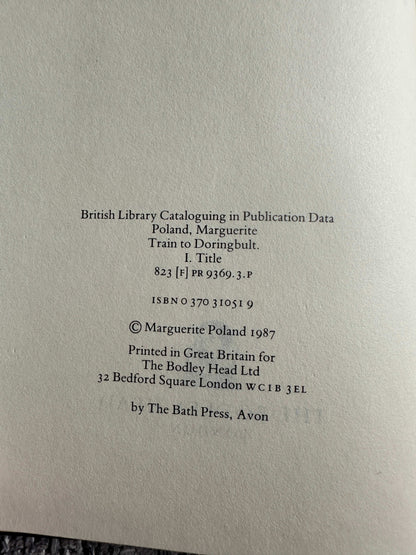 British Library Cataloguing in Publication Data
Poland, Marguerite
Train to Doringbult.
I. Title
823 [F] PR 9369.3.P
ISBN 0 370 31051 9
© Marguerite Poland 1987
Printed in Great Britain for
The Bodley Head Ltd
32 Bedford Square London WC1B 3EL
by The Bath Press, Avon